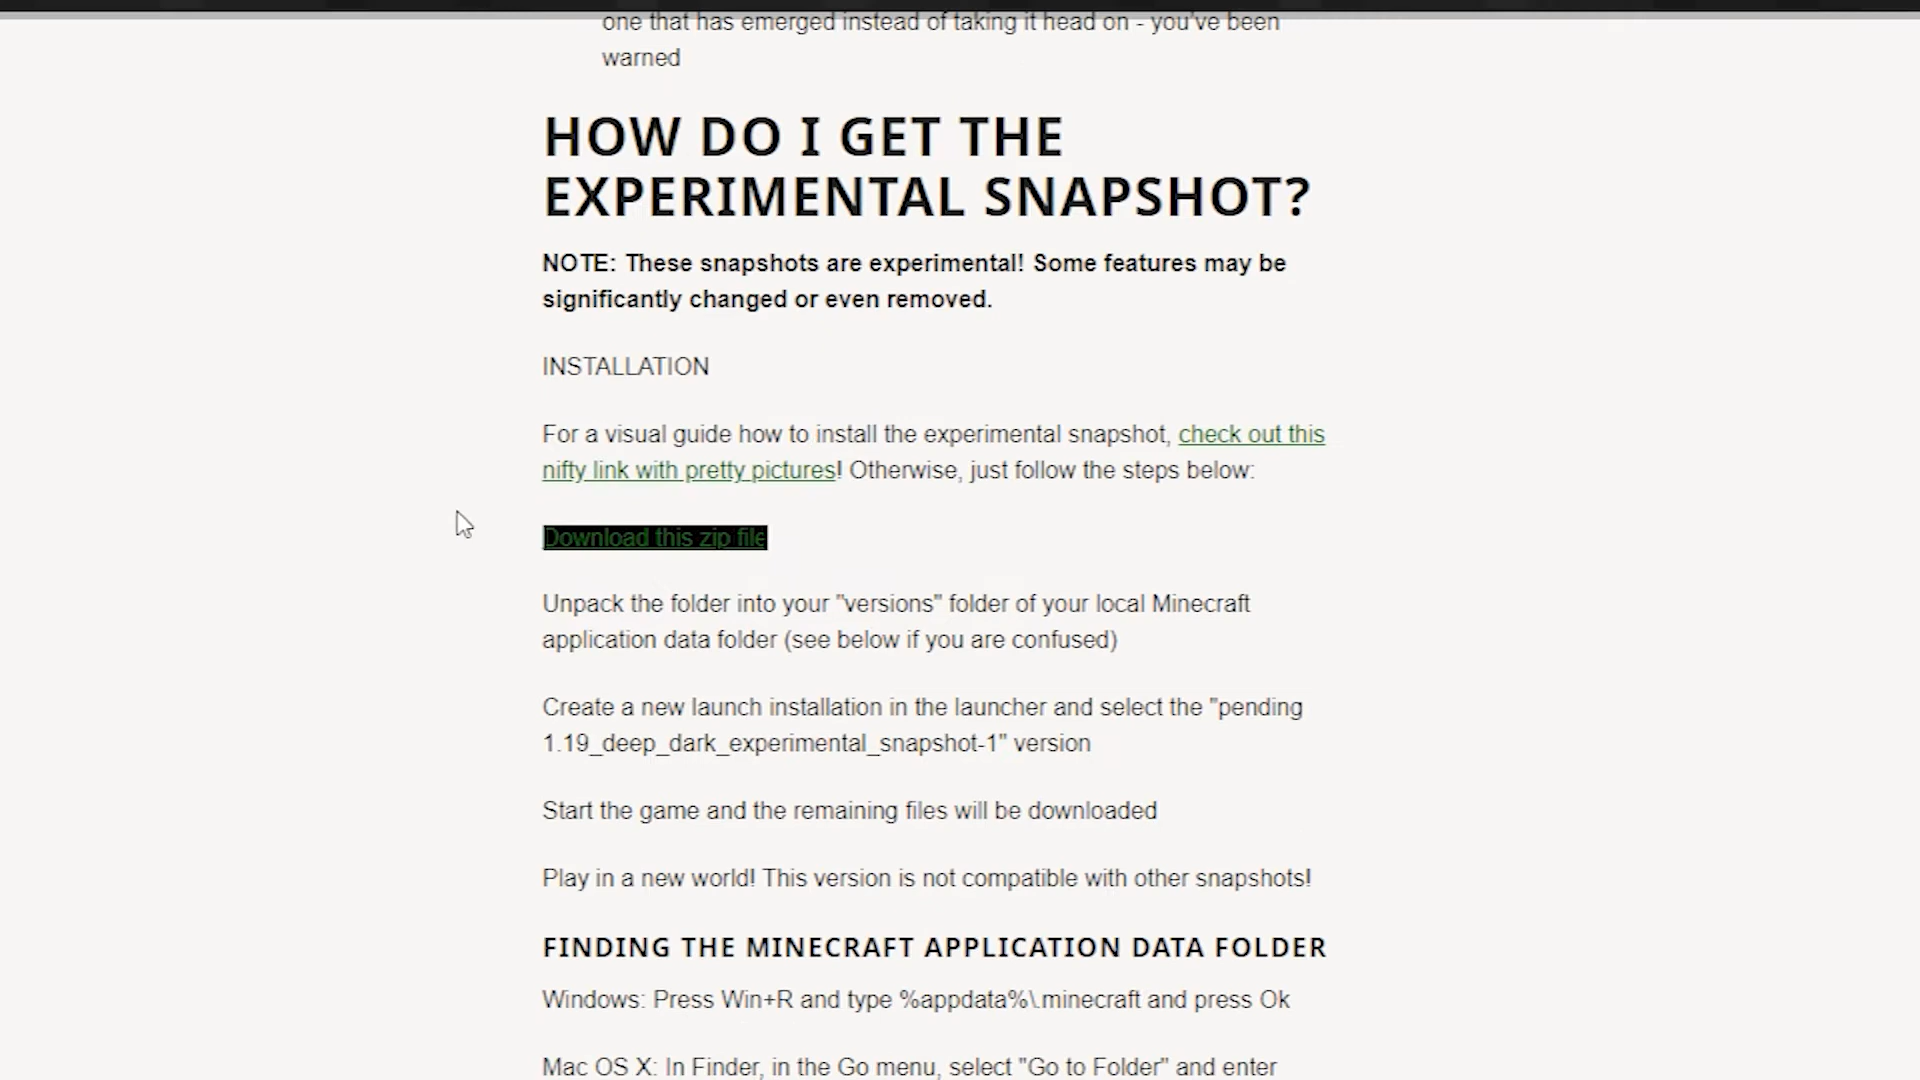 one that has emerged instead of taking it head on - you've been
warned
HOW DO I GET THE
EXPERIMENTAL SNAPSHOT?
NOTE: These snapshots are experimental! Some features may be
significantly changed or even removed.
INSTALLATION
For a visual guide how to install the experimental snapshot, check out this
nifty link with pretty pictures! Otherwise, just follow the steps below:
Download this zip file
Unpack the folder into your "versions" folder of your local Minecraft
application data folder (see below if you are confused)
Create a new launch installation in the launcher and select the "pending
1.19_deep_dark_experimental_snapshot-1" version
Start the game and the remaining files will be downloaded
Play in a new world! This version is not compatible with other snapshots!
FINDING THE MINECRAFT APPLICATION DATA FOLDER
Windows: Press Win+R and type %appdata%\.minecraft and press Ok
Mac OS X: In Finder, in the Go menu, select "Go to Folder" and enter